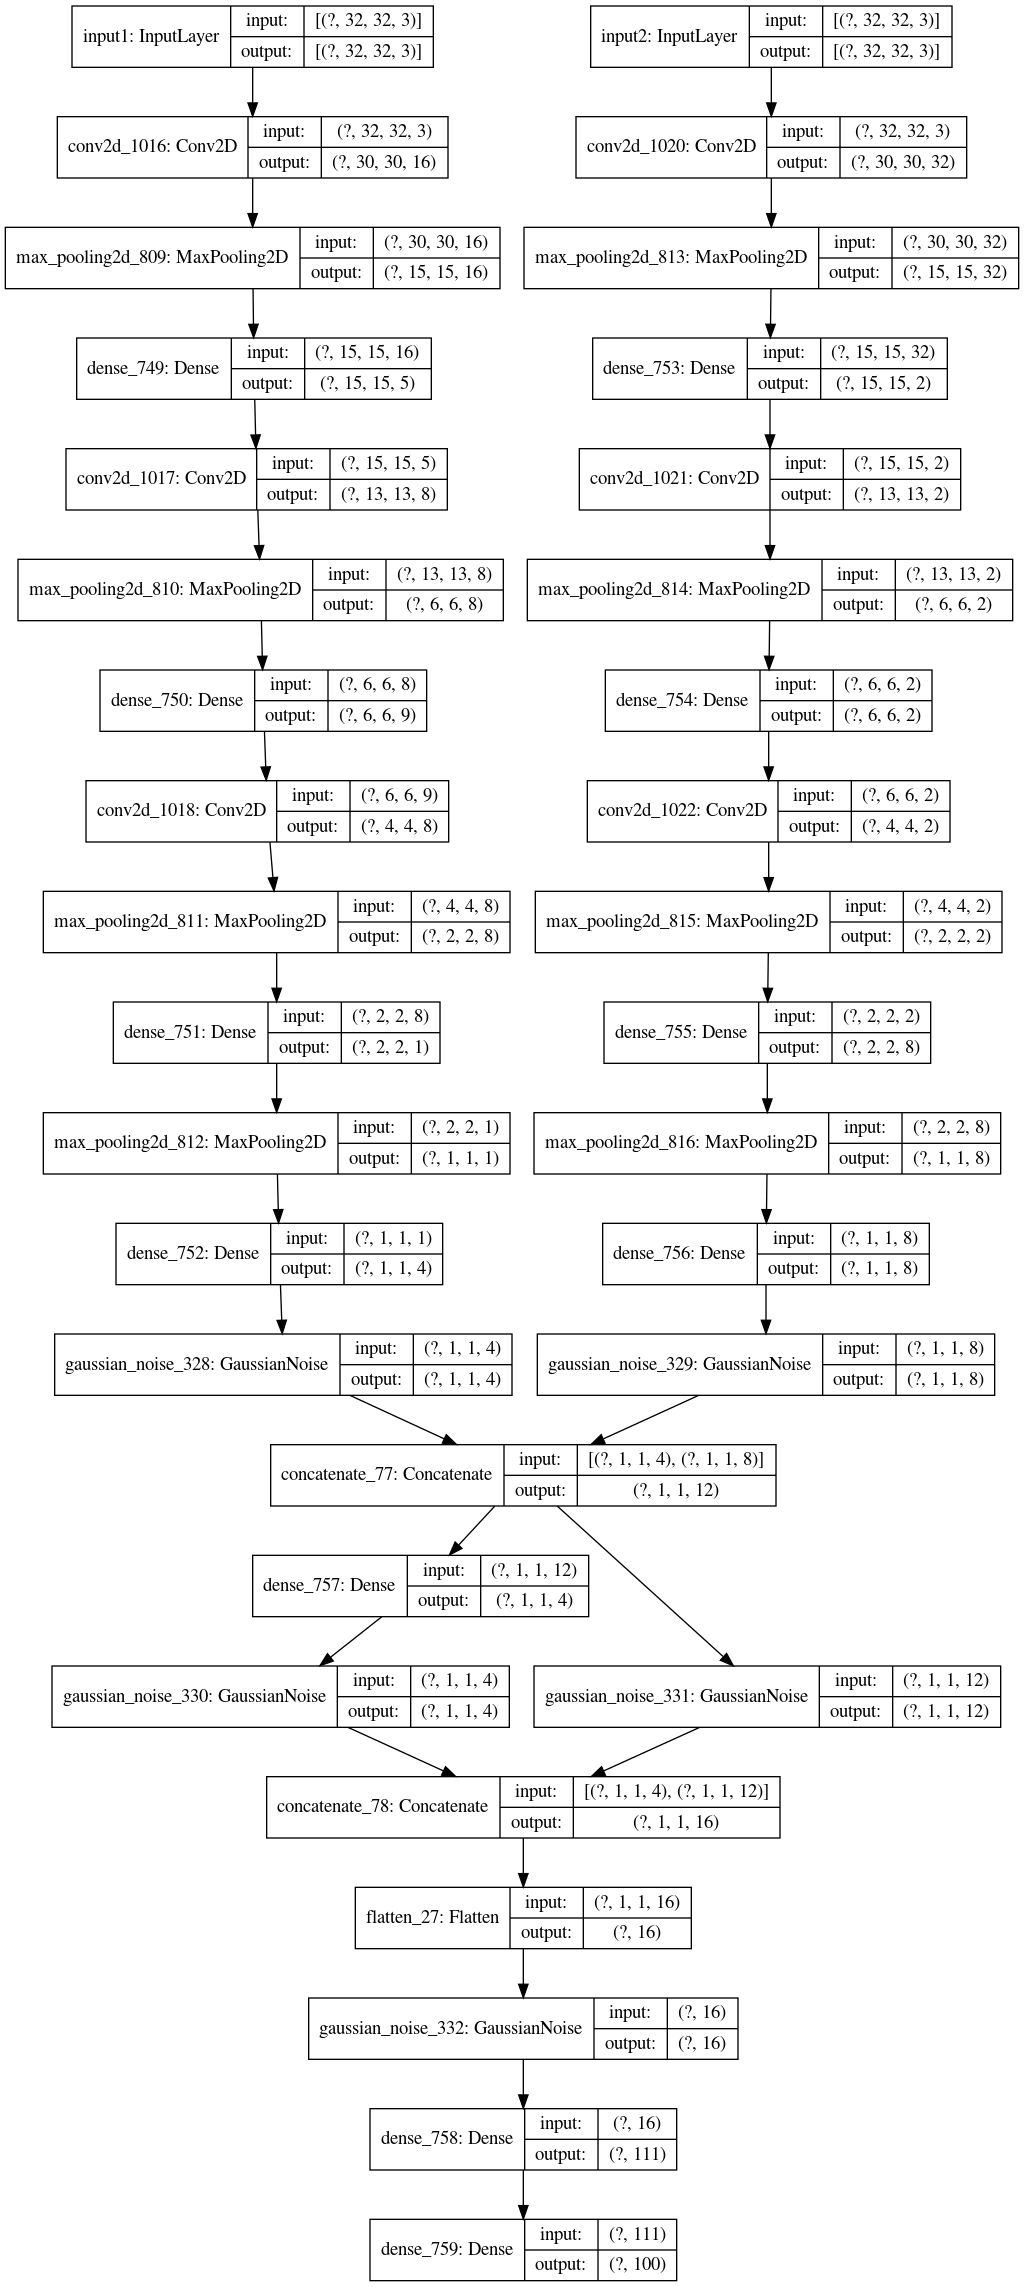 input1: InputLayer
input: [(?, 32, 32, 3)]
output: [(?, 32, 32, 3)]
input2: InputLayer
input: [(?, 32, 32, 3)]
output: [(?, 32, 32, 3)]
conv2d_1016: Conv2D
input: (?, 32, 32, 3)
output: (?, 30, 30, 16)
conv2d_1020: Conv2D
input: (?, 32, 32, 3)
output: (?, 30, 30, 32)
max_pooling2d_809: MaxPooling2D
input: (?, 30, 30, 16)
output: (?, 15, 15, 16)
max_pooling2d_813: MaxPooling2D
input: (?, 30, 30, 32)
output: (?, 15, 15, 32)
dense_749: Dense
input: (?, 15, 15, 16)
output: (?, 15, 15, 5)
dense_753: Dense
input: (?, 15, 15, 32)
output: (?, 15, 15, 2)
conv2d_1017: Conv2D
input: (?, 15, 15, 5)
output: (?, 13, 13, 8)
conv2d_1021: Conv2D
input: (?, 15, 15, 2)
output: (?, 13, 13, 2)
max_pooling2d_810: MaxPooling2D
input: (?, 13, 13, 8)
output: (?, 6, 6, 8)
max_pooling2d_814: MaxPooling2D
input: (?, 13, 13, 2)
output: (?, 6, 6, 2)
dense_750: Dense
input: (?, 6, 6, 8)
output: (?, 6, 6, 9)
dense_754: Dense
input: (?, 6, 6, 2)
output: (?, 6, 6, 2)
conv2d_1018: Conv2D
input: (?, 6, 6, 9)
output: (?, 4, 4, 8)
conv2d_1022: Conv2D
input: (?, 6, 6, 2)
output: (?, 4, 4, 2)
max_pooling2d_811: MaxPooling2D
input: (?, 4, 4, 8)
output: (?, 2, 2, 8)
max_pooling2d_815: MaxPooling2D
input: (?, 4, 4, 2)
output: (?, 2, 2, 2)
dense_751: Dense
input: (?, 2, 2, 8)
output: (?, 2, 2, 1)
dense_755: Dense
input: (?, 2, 2, 2)
output: (?, 2, 2, 8)
max_pooling2d_812: MaxPooling2D
input: (?, 2, 2, 1)
output: (?, 1, 1, 1)
max_pooling2d_816: MaxPooling2D
input: (?, 2, 2, 8)
output: (?, 1, 1, 8)
dense_752: Dense
input: (?, 1, 1, 1)
output: (?, 1, 1, 4)
dense_756: Dense
input: (?, 1, 1, 8)
output: (?, 1, 1, 8)
gaussian_noise_328: GaussianNoise
input: (?, 1, 1, 4)
output: (?, 1, 1, 4)
gaussian_noise_329: GaussianNoise
input: (?, 1, 1, 8)
output: (?, 1, 1, 8)
concatenate_77: Concatenate
input: [(?, 1, 1, 4), (?, 1, 1, 8)]
output: (?, 1, 1, 12)
dense_757: Dense
input: (?, 1, 1, 12)
output: (?, 1, 1, 4)
gaussian_noise_330: GaussianNoise
input: (?, 1, 1, 4)
output: (?, 1, 1, 4)
gaussian_noise_331: GaussianNoise
input: (?, 1, 1, 12)
output: (?, 1, 1, 12)
concatenate_78: Concatenate
input: [(?, 1, 1, 4), (?, 1, 1, 12)]
output: (?, 1, 1, 16)
flatten_27: Flatten
input: (?, 1, 1, 16)
output: (?, 16)
gaussian_noise_332: GaussianNoise
input: (?, 16)
output: (?, 16)
dense_758: Dense
input: (?, 16)
output: (?, 111)
dense_759: Dense
input: (?, 111)
output: (?, 100)